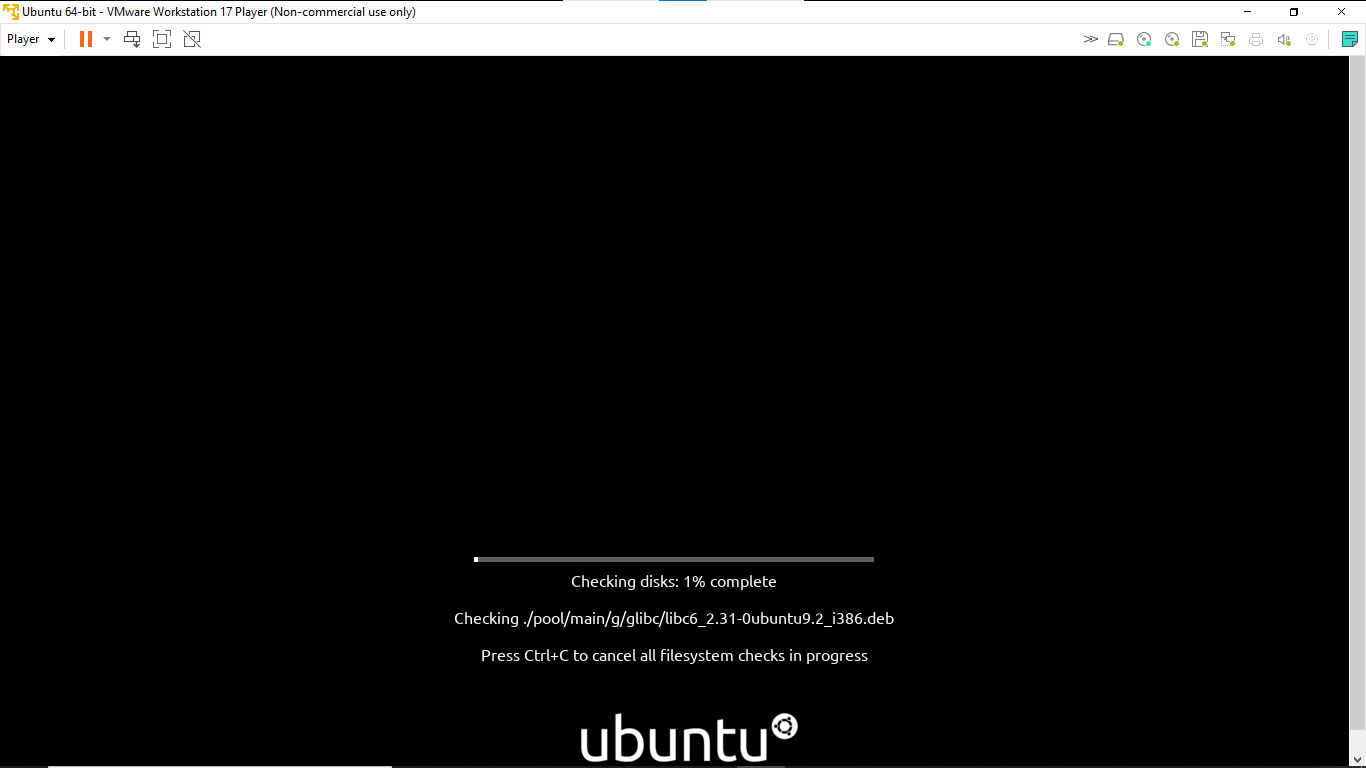 Ubuntu 64-bit - VMware Workstation 17 Player (Non-commercial use only)
Player
Checking disks: 1% complete
Checking ./pool/main/g/glibc/libc6_2.31-0ubuntu9.2_i386.deb
Press Ctrl+C to cancel all filesystem checks in progress
ubuntu